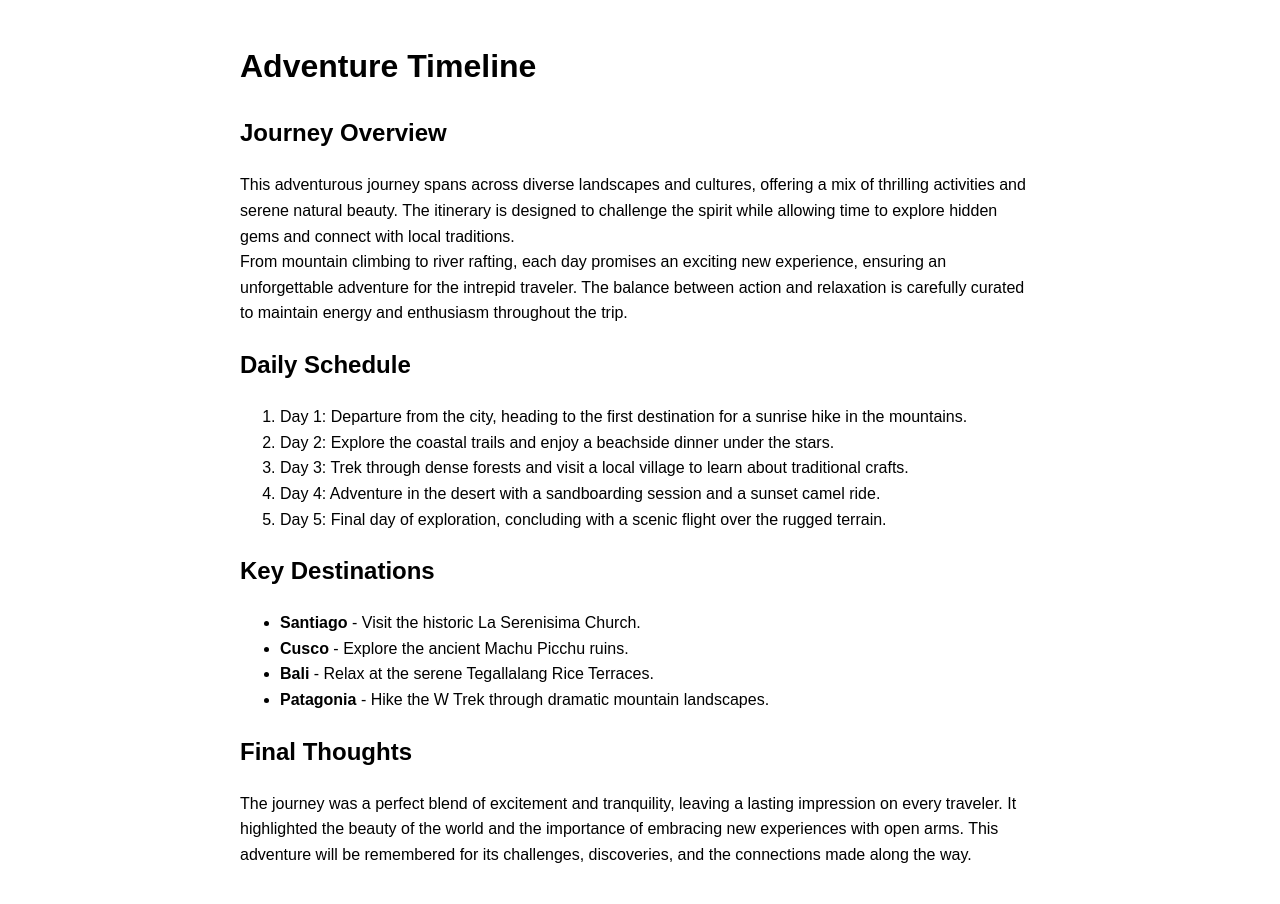 Adventure Timeline
Journey Overview
This adventurous journey spans across diverse landscapes and cultures, offering a mix of thrilling activities and
serene natural beauty. The itinerary is designed to challenge the spirit while allowing time to explore hidden
gems and connect with local traditions.
From mountain climbing to river rafting, each day promises an exciting new experience, ensuring an
unforgettable adventure for the intrepid traveler. The balance between action and relaxation is carefully curated
to maintain energy and enthusiasm throughout the trip.
Daily Schedule
1. Day 1: Departure from the city, heading to the first destination for a sunrise hike in the mountains.
2. Day 2: Explore the coastal trails and enjoy a beachside dinner under the stars.
3. Day 3: Trek through dense forests and visit a local village to learn about traditional crafts.
4. Day 4: Adventure in the desert with a sandboarding session and a sunset camel ride.
5. Day 5: Final day of exploration, concluding with a scenic flight over the rugged terrain.
Key Destinations
• Santiago - Visit the historic La Serenisima Church.
• Cusco - Explore the ancient Machu Picchu ruins.
• Bali - Relax at the serene Tegallalang Rice Terraces.
• Patagonia - Hike the W Trek through dramatic mountain landscapes.
Final Thoughts
The journey was a perfect blend of excitement and tranquility, leaving a lasting impression on every traveler. It
highlighted the beauty of the world and the importance of embracing new experiences with open arms. This
adventure will be remembered for its challenges, discoveries, and the connections made along the way.